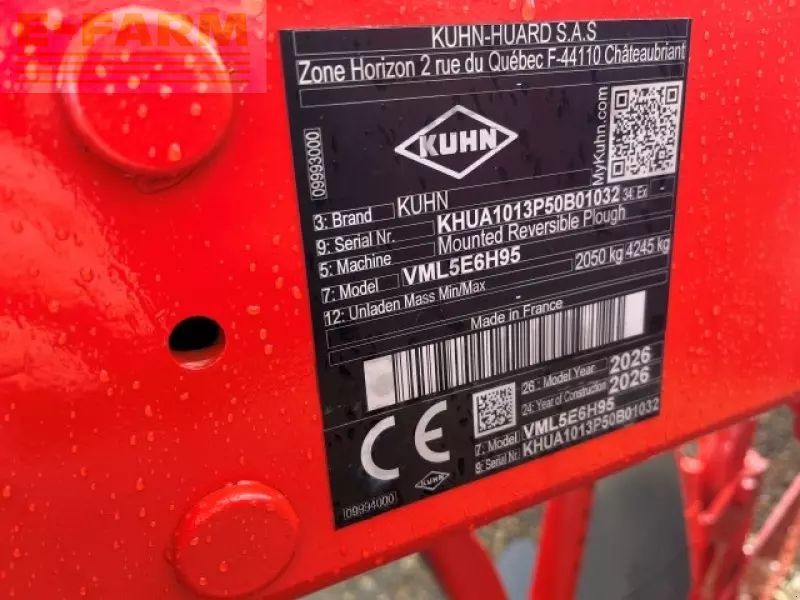 E-FARM
KUHN-HUARD S.A.S
Zone Horizon 2 rue du Québec F-44110 Châteaubriant
KUHN
MyKuhn.com
09993000
3: Brand KUHN
9: Serial Nr. KHUA1013P50B01032 34: Ex
5: Machine Mounted Reversible Plough
7: Model VML5E6H95
12: Unladen Mass Min/Max 2050 kg 4245 kg
Made in France
26: Model Year 2026
24: Year of Construction 2026
7: Model VML5E6H95
9: Serial Nr. KHUA1013P50B01032
CE
KUHN
09994000